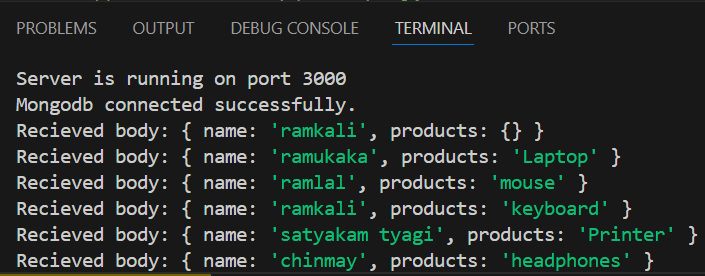 PROBLEMS OUTPUT DEBUG CONSOLE TERMINAL PORTS
Server is running on port 3000
Mongodb connected successfully.
Recieved body: { name: 'ramkali', products: {} }
Recieved body: { name: 'ramukaka', products: 'Laptop' }
Recieved body: { name: 'ramlal', products: 'mouse' }
Recieved body: { name: 'ramkali', products: 'keyboard' }
Recieved body: { name: 'satyakam tyagi', products: 'Printer' }
Recieved body: { name: 'chinmay', products: 'headphones' }